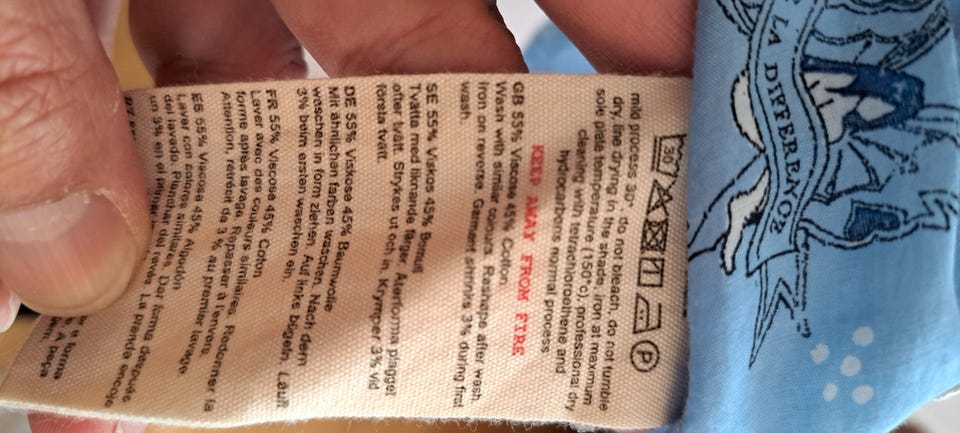 LA DIFFERENCE
30 P
mild process 30° do not bleach, do not tumble
dry, line drying in the shade, iron at maximum
sole plate temperature (150°c), professional dry
cleaning with tetrachloroethene and
hydrocarbons normal process
KEEP AWAY FROM FIRE
GB 55% Viscose 45% Cotton
Wash with similar colours. Reshape after wash.
Iron on reverse. Garment shrinks 3% during first
wash.
SE 55% Viskos 45% Bomull
Tvätta med liknande färger. Återforma plagget
efter tvätt. Strykes ut och in. Krymper 3% vid
första tvätt.
DE 55% Viskose 45% Baumwolle
Mit ähnlichen farben waschen. Nach dem
waschen in form ziehen. Auf links bügeln. Läuft
3% beim ersten waschen ein.
FR 55% Viscose 45% Coton
Laver avec des couleurs similaires. Redonner la
forme après lavage. Repasser à l'envers.
Attention, rétrécit da 3 % au premier lavage.
ES 55% Viscosa 45% Algodón
Lavar con colores similares. Dar forma después
del lavado. Planchar del revés. La prenda encoje
un 3% en el primer
forma